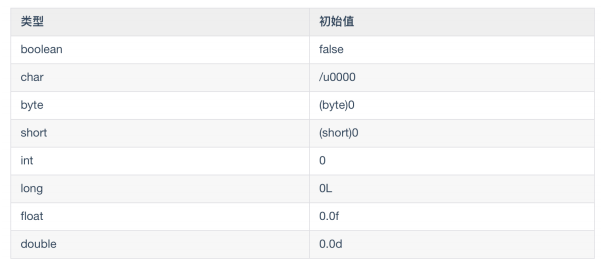 类型 初始值
boolean false
char /u0000
byte (byte)0
short (short)0
int 0
long 0L
float 0.0f
double 0.0d